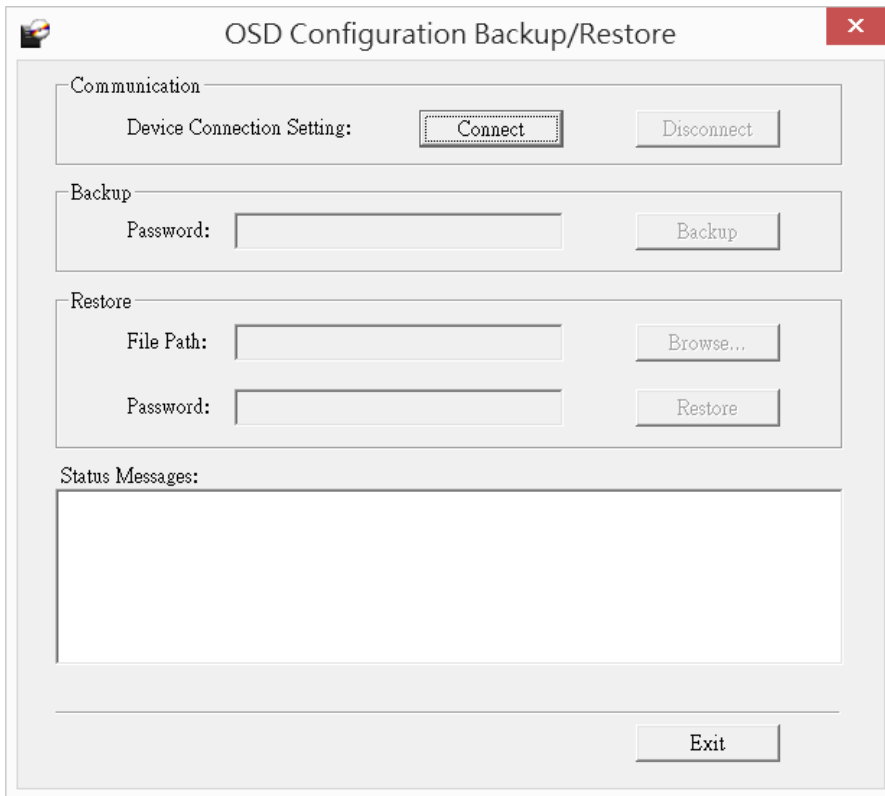 OSD Configuration Backup/Restore
Communication
Device Connection Setting: Connect Disconnect
Backup
Password: Backup
Restore
File Path: Browse...
Password: Restore
Status Messages:
Exit